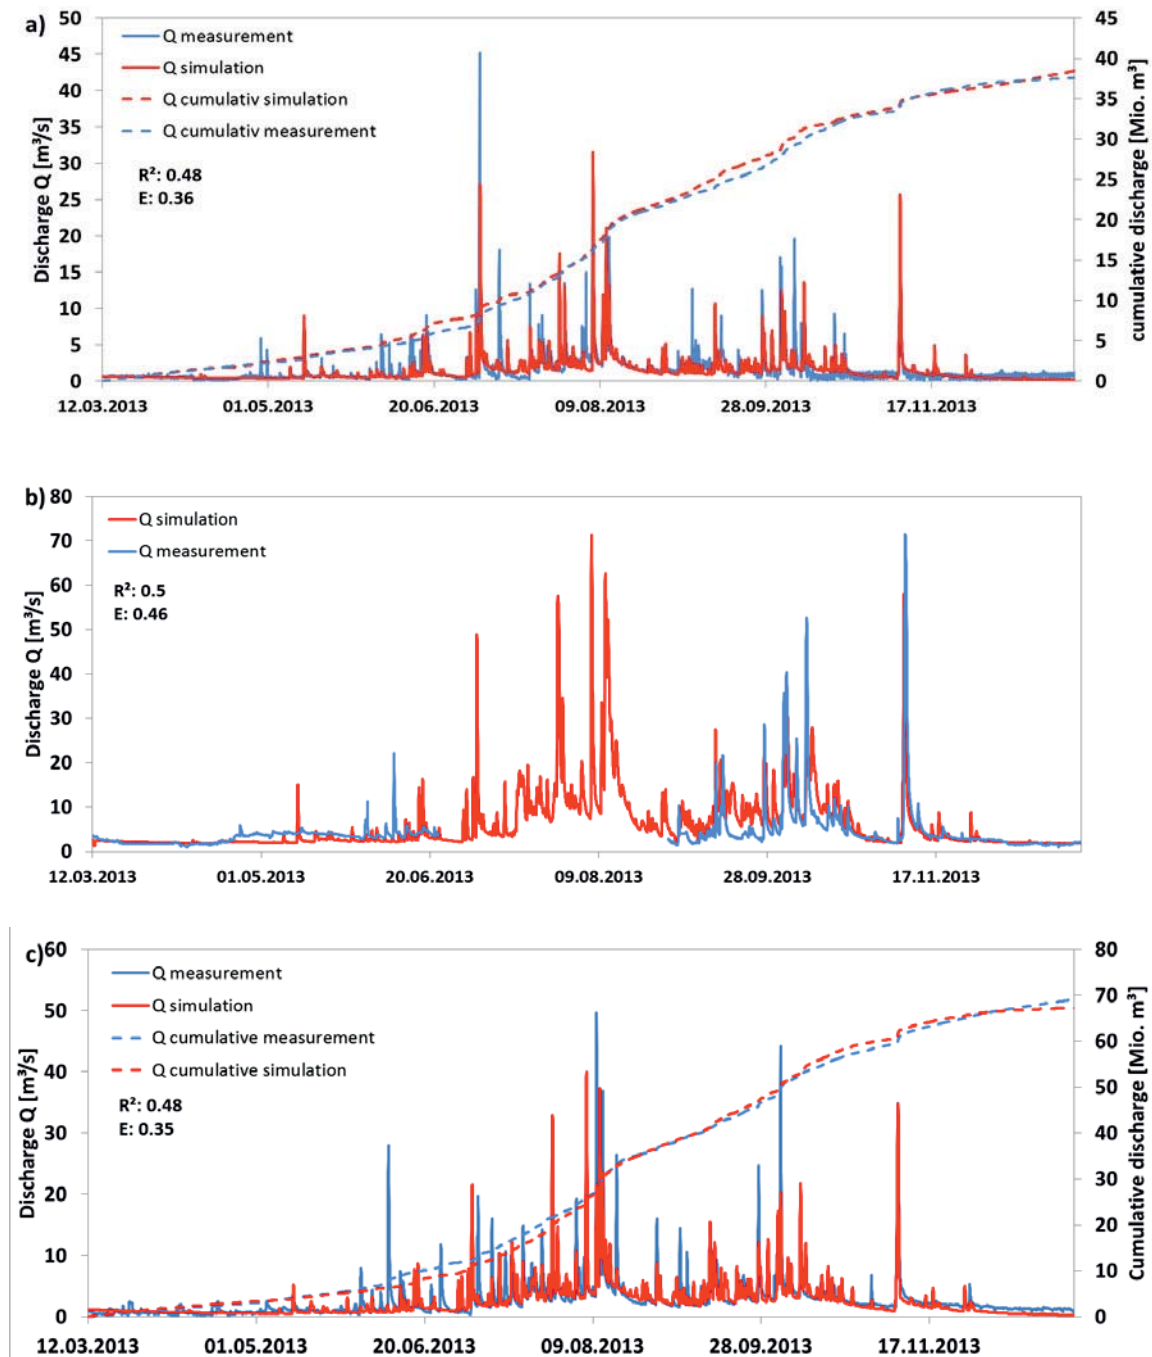 a)
50
45
40
35
30
25
20
15
10
5
0
Discharge Q [m³/s]
Q measurement
Q simulation
Q cumulativ simulation
Q cumulativ measurement
R²: 0.48
E: 0.36
45
40
35
30
25
20
15
10
5
0
cumulative discharge [Mio. m³]
12.03.2013 01.05.2013 20.06.2013 09.08.2013 28.09.2013 17.11.2013
b)
80
70
60
50
40
30
20
10
0
Discharge Q [m³/s]
Q simulation
Q measurement
R²: 0.5
E: 0.46
12.03.2013 01.05.2013 20.06.2013 09.08.2013 28.09.2013 17.11.2013
c)
60
50
40
30
20
10
0
Discharge Q [m³/s]
Q measurement
Q simulation
Q cumulative measurement
Q cumulative simulation
R²: 0.48
E: 0.35
80
70
60
50
40
30
20
10
0
Cumulative discharge [Mio. m³]
12.03.2013 01.05.2013 20.06.2013 09.08.2013 28.09.2013 17.11.2013